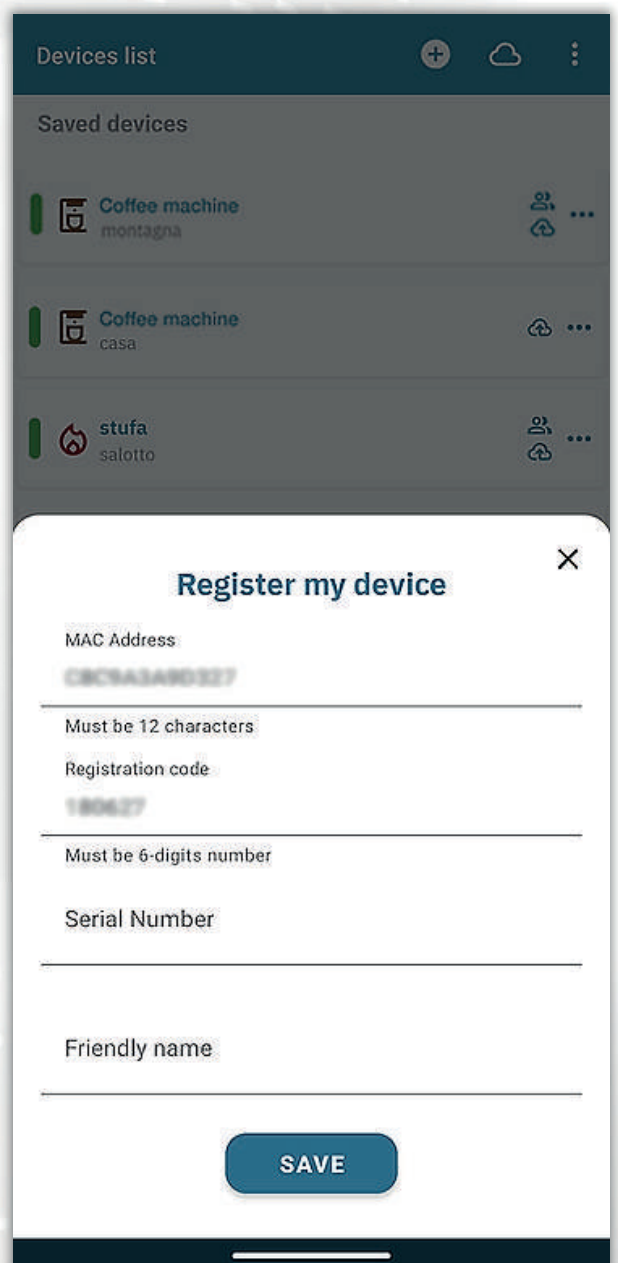 Devices list
Saved devices
Coffee machine
montagna
Coffee machine
casa
stufa
salotto
Register my device
MAC Address
Must be 12 characters
Registration code
Must be 6-digits number
Serial Number
Friendly name
SAVE